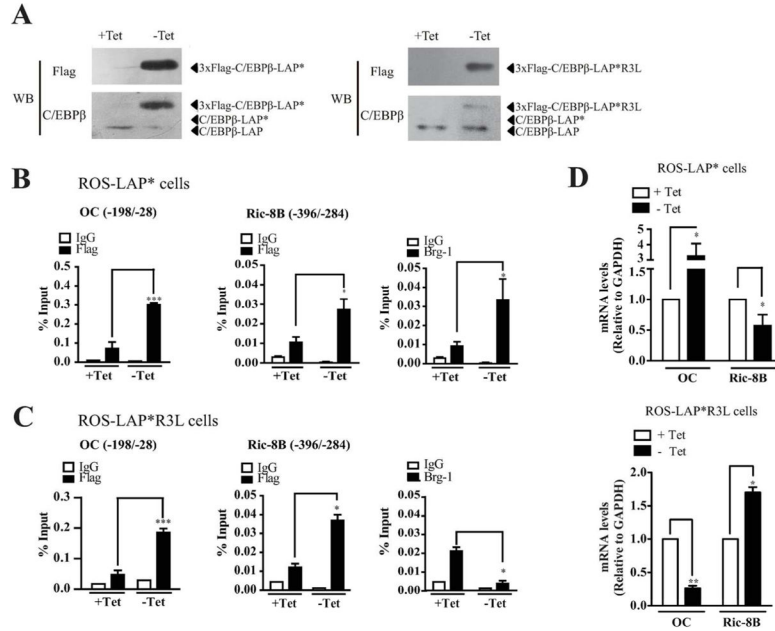 A
+Tet
-Tet
WB
Flag
3xFlag-C/EBPβ-LAP*
C/EBPβ
3xFlag-C/EBPβ-LAP*
C/EBPβ-LAP*
C/EBPβ-LAP
+Tet
-Tet
WB
Flag
3xFlag-C/EBPβ-LAP*R3L
C/EBPβ
3xFlag-C/EBPβ-LAP*R3L
C/EBPβ-LAP*
C/EBPβ-LAP
B
ROS-LAP* cells
OC (-198/-28)
IgG
Flag
% Input
0.4
0.3
0.2
0.1
0.0
***
+Tet
-Tet
Ric-8B (-396/-284)
IgG
Flag
% Input
0.05
0.04
0.03
0.02
0.01
0.00
*
+Tet
-Tet
IgG
Brg-1
% Input
0.05
0.04
0.03
0.02
0.01
0.00
*
+Tet
-Tet
C
ROS-LAP*R3L cells
OC (-198/-28)
IgG
Flag
% Input
0.3
0.2
0.1
0.0
***
+Tet
-Tet
Ric-8B (-396/-284)
IgG
Flag
% Input
0.05
0.04
0.03
0.02
0.01
0.00
*
+Tet
-Tet
IgG
Brg-1
% Input
0.05
0.04
0.03
0.02
0.01
0.00
*
+Tet
-Tet
D
ROS-LAP* cells
+ Tet
- Tet
mRNA levels
(Relative to GAPDH)
5
4
3
2
1.5
1.0
0.5
0.0
*
*
OC
Ric-8B
ROS-LAP*R3L cells
+ Tet
- Tet
mRNA levels
(Relative to GAPDH)
2.0
1.5
1.0
0.5
0.0
**
*
OC
Ric-8B